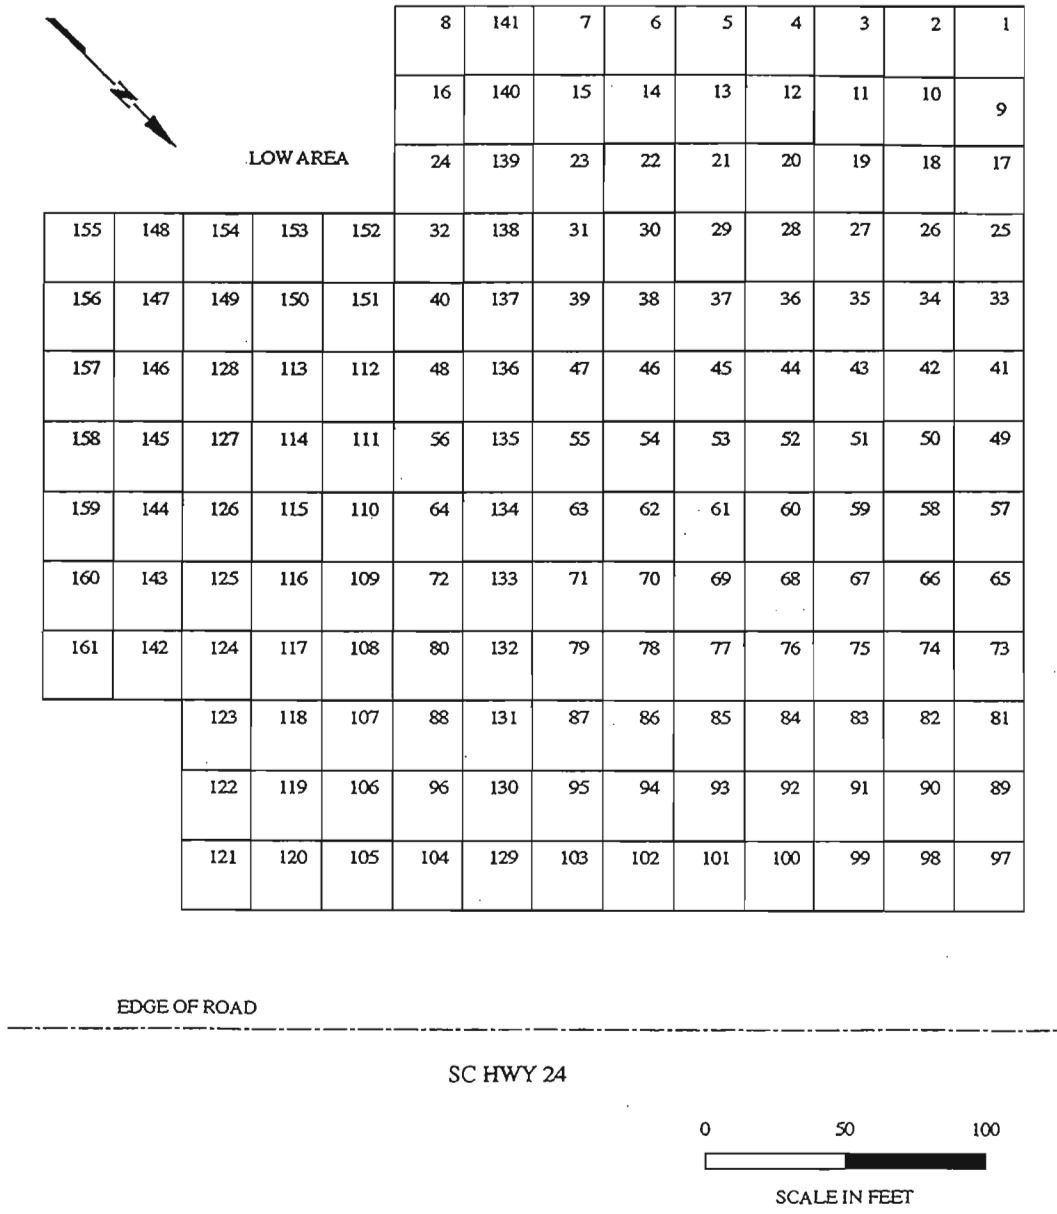 8 141 7 6 5 4 3 2 1
16 140 15 14 13 12 11 10 9
N
LOW AREA 24 139 23 22 21 20 19 18 17
155 148 154 153 152 32 138 31 30 29 28 27 26 25
156 147 149 150 151 40 137 39 38 37 36 35 34 33
157 146 128 113 112 48 136 47 46 45 44 43 42 41
158 145 127 114 111 56 135 55 54 53 52 51 50 49
159 144 126 115 110 64 134 63 62 61 60 59 58 57
160 143 125 116 109 72 133 71 70 69 68 67 66 65
161 142 124 117 108 80 132 79 78 77 76 75 74 73
123 118 107 88 131 87 86 85 84 83 82 81
122 119 106 96 130 95 94 93 92 91 90 89
121 120 105 104 129 103 102 101 100 99 98 97
EDGE OF ROAD
SC HWY 24
0 50 100
SCALE IN FEET